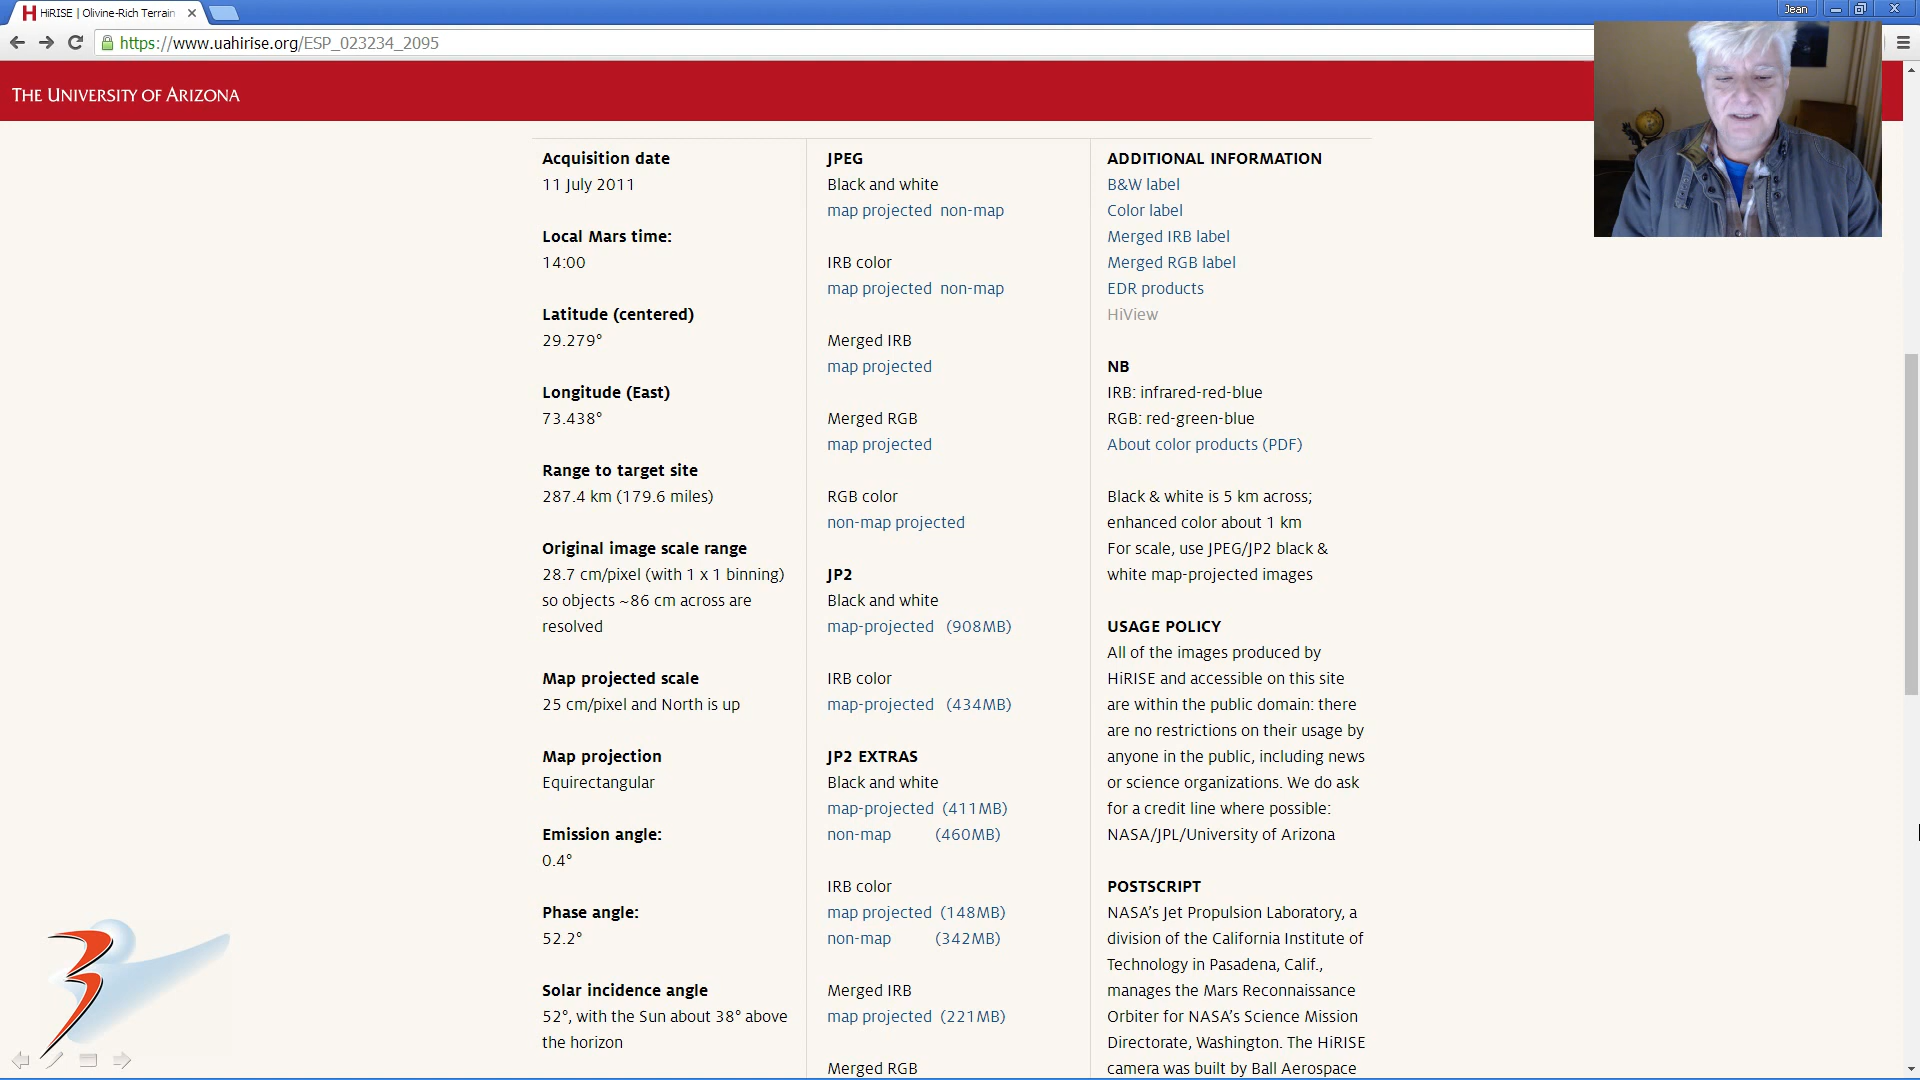 HiRISE | Olivine-Rich Terrain
Jean
https://www.uahirise.org/ESP_023234_2095
THE UNIVERSITY OF ARIZONA
Acquisition date
11 July 2011
Local Mars time:
14:00
Latitude (centered)
29.279°
Longitude (East)
73.438°
Range to target site
287.4 km (179.6 miles)
Original image scale range
28.7 cm/pixel (with 1 x 1 binning)
so objects ~86 cm across are
resolved
Map projected scale
25 cm/pixel and North is up
Map projection
Equirectangular
Emission angle:
0.4°
Phase angle:
52.2°
Solar incidence angle
52°, with the Sun about 38° above
the horizon
JPEG
Black and white
map projected non-map
IRB color
map projected non-map
Merged IRB
map projected
Merged RGB
map projected
RGB color
non-map projected
JP2
Black and white
map-projected (908MB)
IRB color
map-projected (434MB)
JP2 EXTRAS
Black and white
map-projected (411MB)
non-map (460MB)
IRB color
map projected (148MB)
non-map (342MB)
Merged IRB
map projected (221MB)
Merged RGB
ADDITIONAL INFORMATION
B&W label
Color label
Merged IRB label
Merged RGB label
EDR products
HiView
NB
IRB: infrared-red-blue
RGB: red-green-blue
About color products (PDF)
Black & white is 5 km across;
enhanced color about 1 km
For scale, use JPEG/JP2 black &
white map-projected images
USAGE POLICY
All of the images produced by
HiRISE and accessible on this site
are within the public domain: there
are no restrictions on their usage by
anyone in the public, including news
or science organizations. We do ask
for a credit line where possible:
NASA/JPL/University of Arizona
POSTSCRIPT
NASA's Jet Propulsion Laboratory, a
division of the California Institute of
Technology in Pasadena, Calif.,
manages the Mars Reconnaissance
Orbiter for NASA's Science Mission
Directorate, Washington. The HiRISE
camera was built by Ball Aerospace